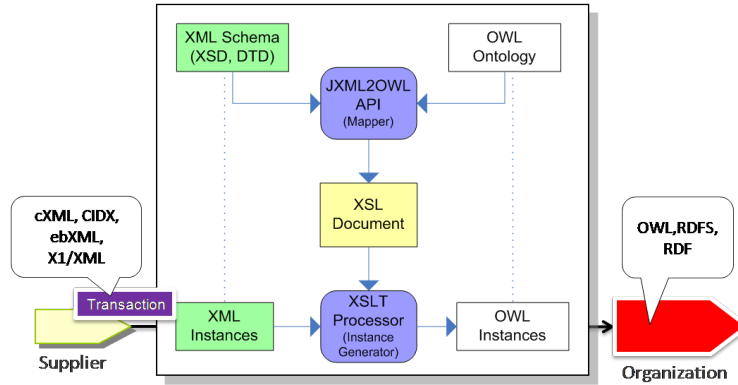 XML Schema
(XSD, DTD)
OWL
Ontology
JXML2OWL
API
(Mapper)
XSL
Document
cXML, CIDX,
ebXML,
X1/XML
OWL,RDFS,
RDF
Transaction
XML
Instances
XSLT
Processor
(Instance
Generator)
OWL
Instances
Supplier
Organization